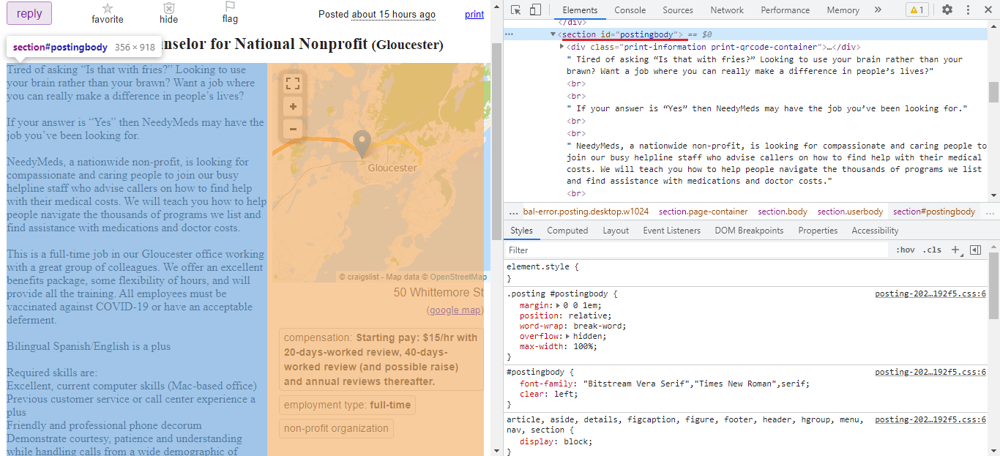 reply
favorite
hide
flag
Posted about 15 hours ago
print
nselor for National Nonprofit (Gloucester)
section#postingbody 356 × 918
Tired of asking “Is that with fries?” Looking to use
your brain rather than your brawn? Want a job where
you can really make a difference in people’s lives?
If your answer is “Yes” then NeedyMeds may have the
job you’ve been looking for.
NeedyMeds, a nationwide non-profit, is looking for
compassionate and caring people to join our busy
helpline staff who advise callers on how to find help
with their medical costs. We will teach you how to help
people navigate the thousands of programs we list and
find assistance with medications and doctor costs.
This is a full-time job in our Gloucester office working
with a great group of colleagues. We offer an excellent
benefits package, some flexibility of hours, and will
provide all the training. All employees must be
vaccinated against COVID-19 or have an acceptable
deferment.
Bilingual Spanish/English is a plus
Required skills are:
Excellent, current computer skills (Mac-based office)
Previous customer service or call center experience a
plus
Friendly and professional phone decorum
Demonstrate courtesy, patience and understanding
while handling calls from a wide demographic of
+
−
Gloucester
© craigslist - Map data © OpenStreetMap
50 Whittemore St
(google map)
compensation: Starting pay: $15/hr with
20-days-worked review, 40-days-
worked review (and possible raise)
and annual reviews thereafter.
employment type: full-time
non-profit organization
Elements
Console
Sources
Network
Performance
Memory
»
1
</div>
… ▼<section id="postingbody"> == $0
▶<div class="print-information print-qrcode-container">…</div>
" Tired of asking “Is that with fries?” Looking to use your brain rather than your
brawn? Want a job where you can really make a difference in people’s lives?"
<br>
<br>
" If your answer is “Yes” then NeedyMeds may have the job you’ve been looking for."
<br>
<br>
" NeedyMeds, a nationwide non-profit, is looking for compassionate and caring people to
join our busy helpline staff who advise callers on how to find help with their medical
costs. We will teach you how to help people navigate the thousands of programs we list
and find assistance with medications and doctor costs."
<br>
… bal-error.posting.desktop.w1024 section.page-container section.body section.userbody section#postingbody …
Styles
Computed
Layout
Event Listeners
DOM Breakpoints
Properties
Accessibility
Filter
:hov .cls +
element.style {
}
.posting #postingbody {
posting-202…192f5.css:6
margin: ▶ 0 0 1em;
position: relative;
word-wrap: break-word;
overflow: ▶ hidden;
max-width: 100%;
}
#postingbody {
posting-202…192f5.css:6
font-family: "Bitstream Vera Serif","Times New Roman",serif;
clear: left;
}
article, aside, details, figcaption, figure, footer, header, hgroup, menu,
posting-202…192f5.css:6
nav, section {
display: block;
}